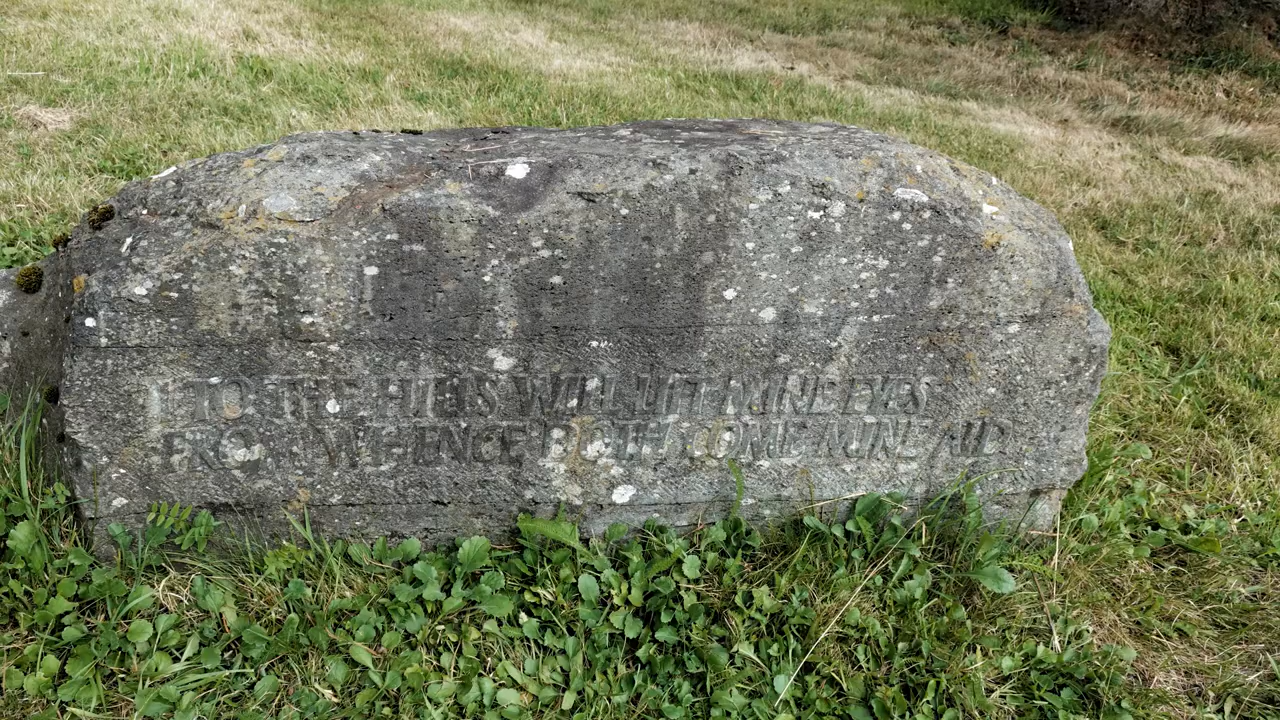 I TO THE HILLS WILL LIFT MINE EYES
FROM WHENCE DOTH COME MINE AID